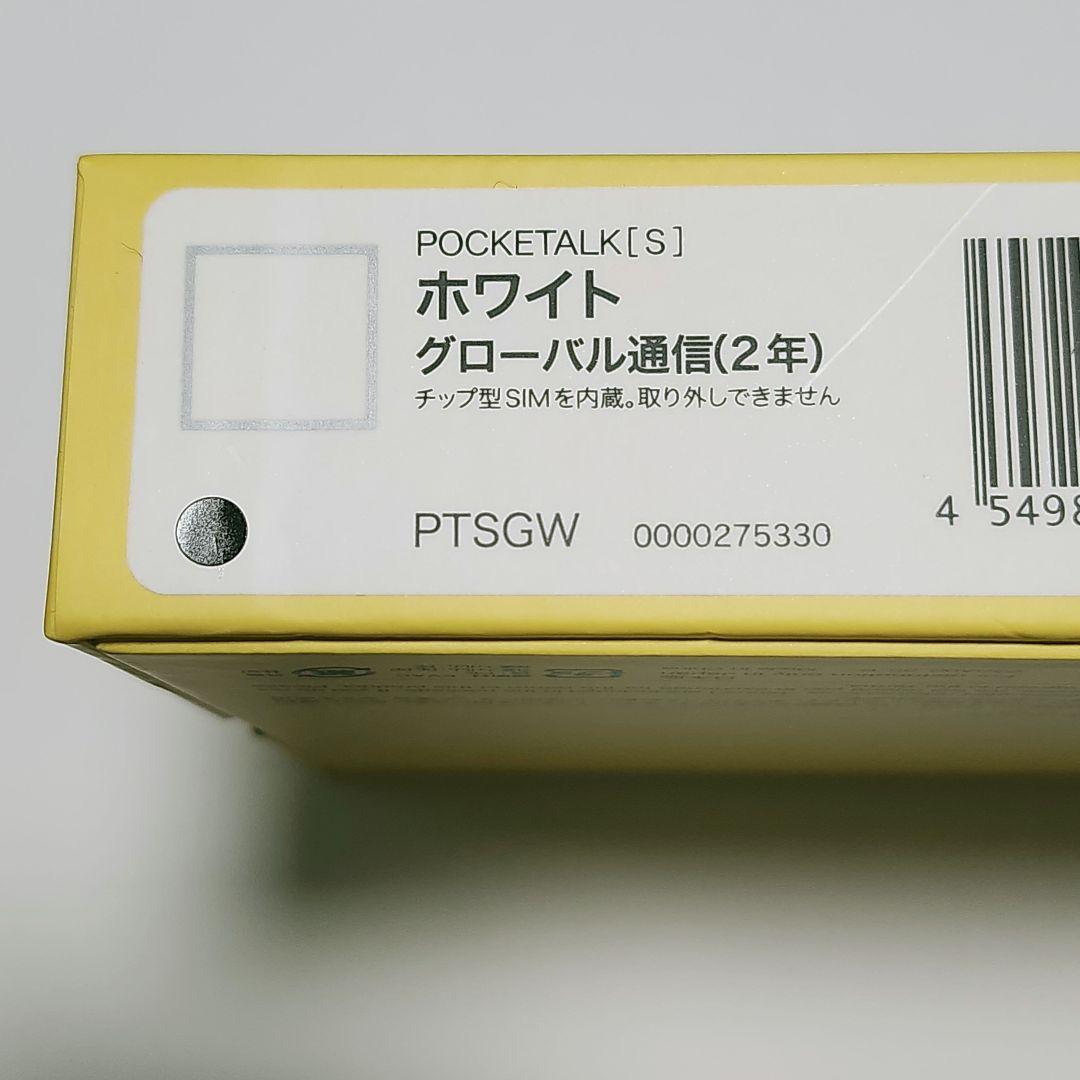 POCKETALK[S]
ホワイト
グローバル通信(2年)
チップ型SIMを内蔵。取り外しできません
PTSGW 0000275330
4 5498